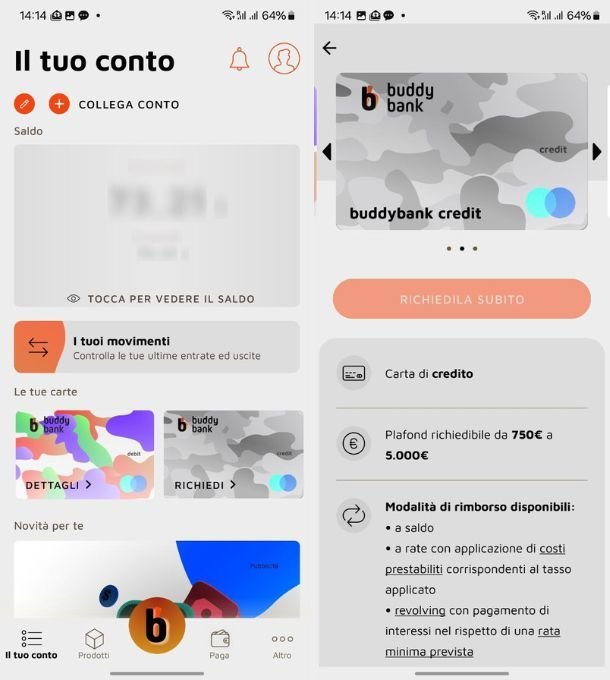 14:14
64%
Il tuo conto
COLLEGA CONTO
Saldo
TOCCA PER VEDERE IL SALDO
I tuoi movimenti
Controlla le tue ultime entrate ed uscite
Le tue carte
buddy
bank
debit
DETTAGLI
buddy
bank
credit
RICHIEDI
Novità per te
Pubblicità
Il tuo conto
Prodotti
Paga
Altro
14:14
64%
buddy
bank
credit
buddybank credit
RICHIEDILA SUBITO
Carta di credito
Plafond richiedibile da 750€ a
5.000€
Modalità di rimborso disponibili:
• a saldo
• a rate con applicazione di costi
prestabiliti corrispondenti al tasso
applicato
• revolving con pagamento di
interessi nel rispetto di una rata
minima prevista